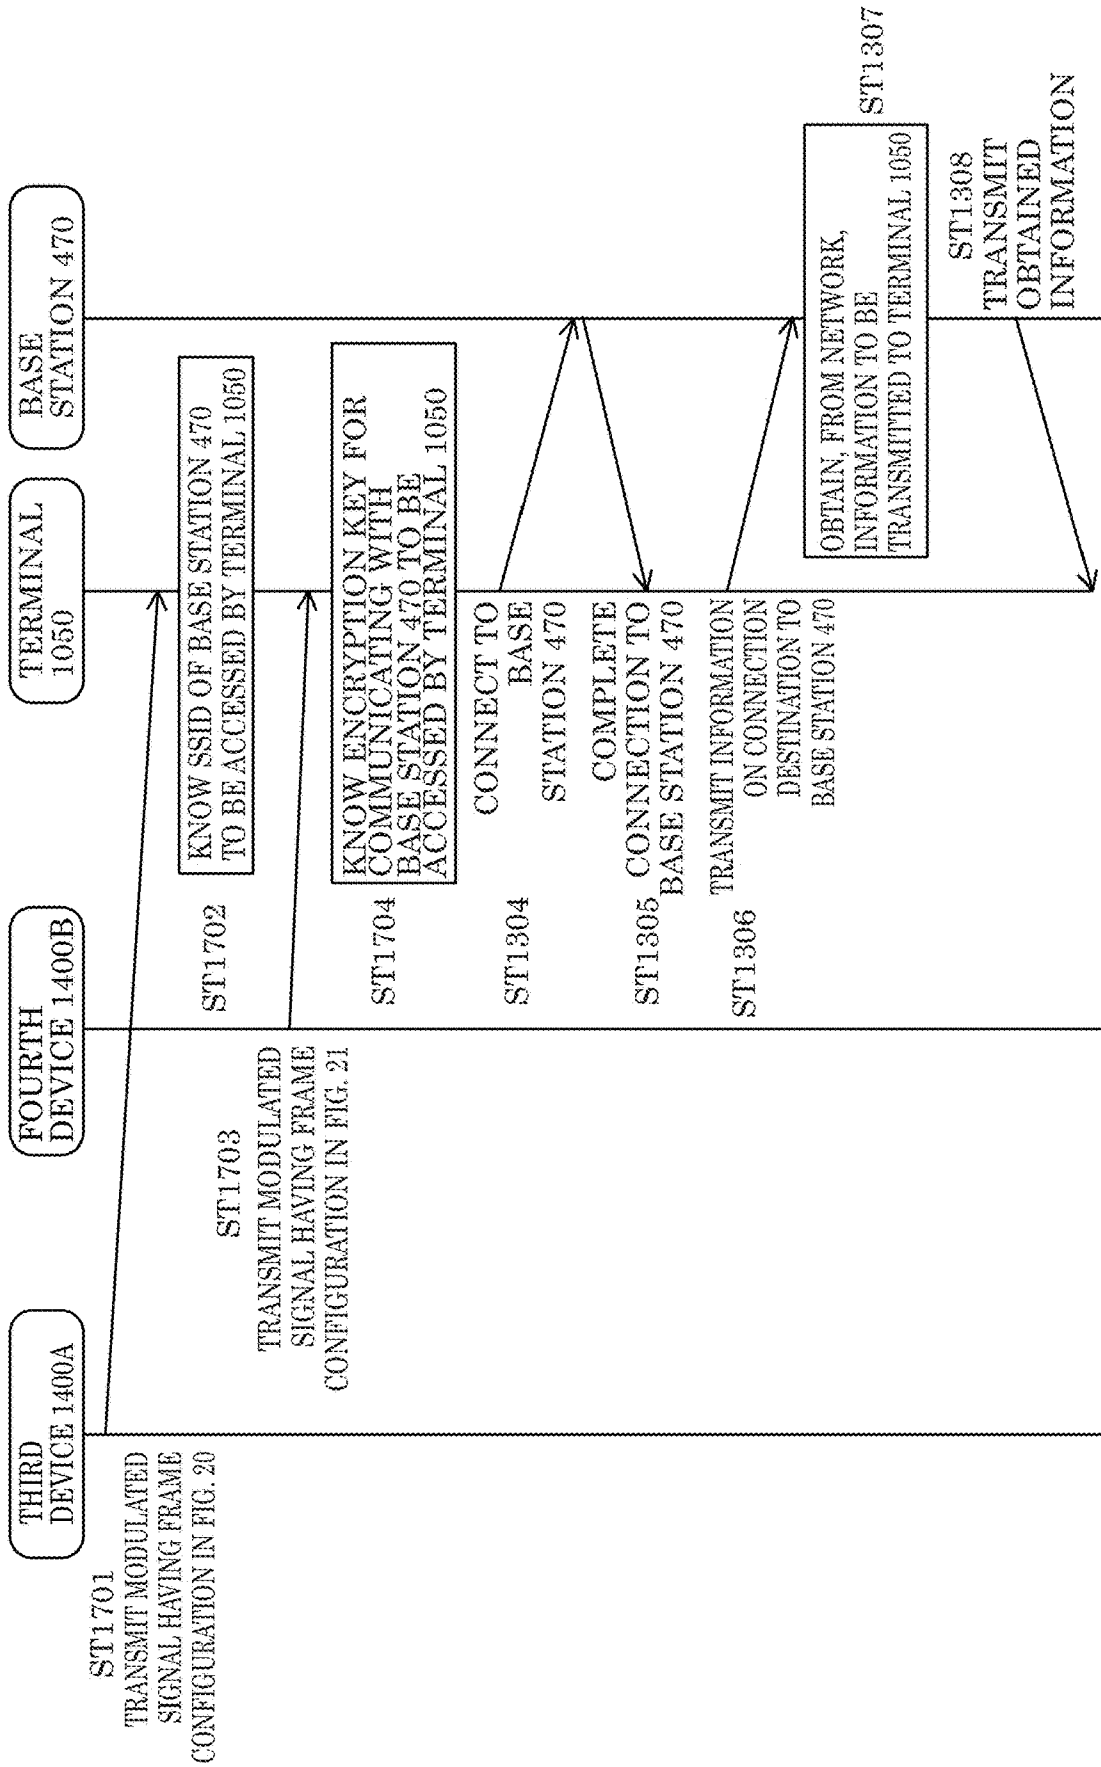 THIRD
DEVICE 1400A
FOURTH
DEVICE 1400B
TERMINAL
1050
BASE
STATION 470
ST1701
TRANSMIT MODULATED
SIGNAL HAVING FRAME
CONFIGURATION IN FIG. 20
ST1702
KNOW SSID OF BASE STATION 470
TO BE ACCESSED BY TERMINAL 1050
ST1703
TRANSMIT MODULATED
SIGNAL HAVING FRAME
CONFIGURATION IN FIG. 21
ST1704
KNOW ENCRYPTION KEY FOR
COMMUNICATING WITH
BASE STATION 470 TO BE
ACCESSED BY TERMINAL 1050
ST1304
CONNECT TO
BASE
STATION 470
ST1305
COMPLETE
CONNECTION TO
BASE STATION 470
ST1306
TRANSMIT INFORMATION
ON CONNECTION
DESTINATION TO
BASE STATION 470
ST1307
OBTAIN, FROM NETWORK,
INFORMATION TO BE
TRANSMITTED TO TERMINAL 1050
ST1308
TRANSMIT
OBTAINED
INFORMATION